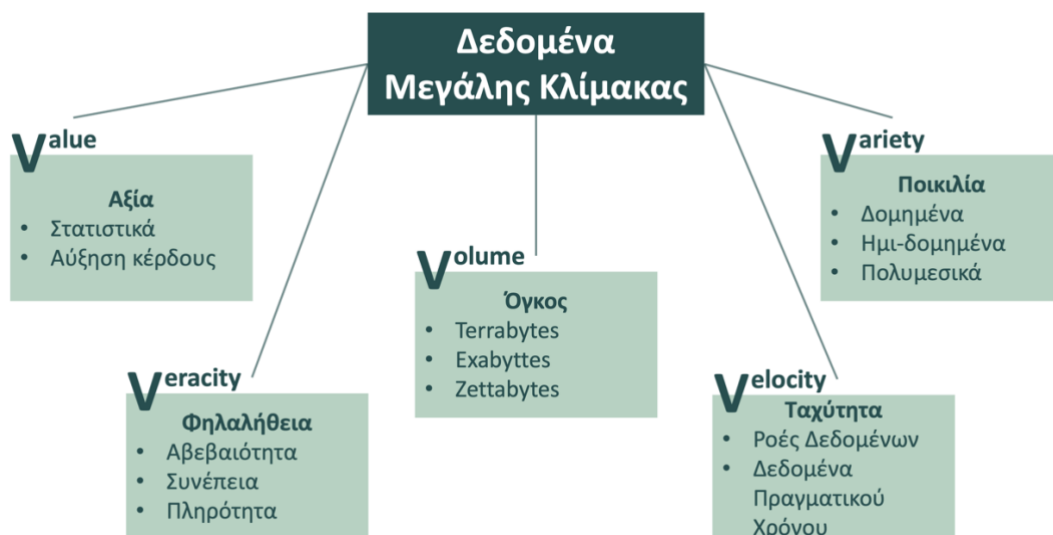 Δεδομένα
Μεγάλης Κλίμακας
Value
Αξία
• Στατιστικά
• Αύξηση κέρδους
Veracity
Φηλαλήθεια
• Αβεβαιότητα
• Συνέπεια
• Πληρότητα
Volume
Όγκος
• Terrabytes
• Exabyttes
• Zettabytes
Variety
Ποικιλία
• Δομημένα
• Ημι-δομημένα
• Πολυμεσικά
Velocity
Ταχύτητα
• Ροές Δεδομένων
• Δεδομένα
Πραγματικού
Χρόνου